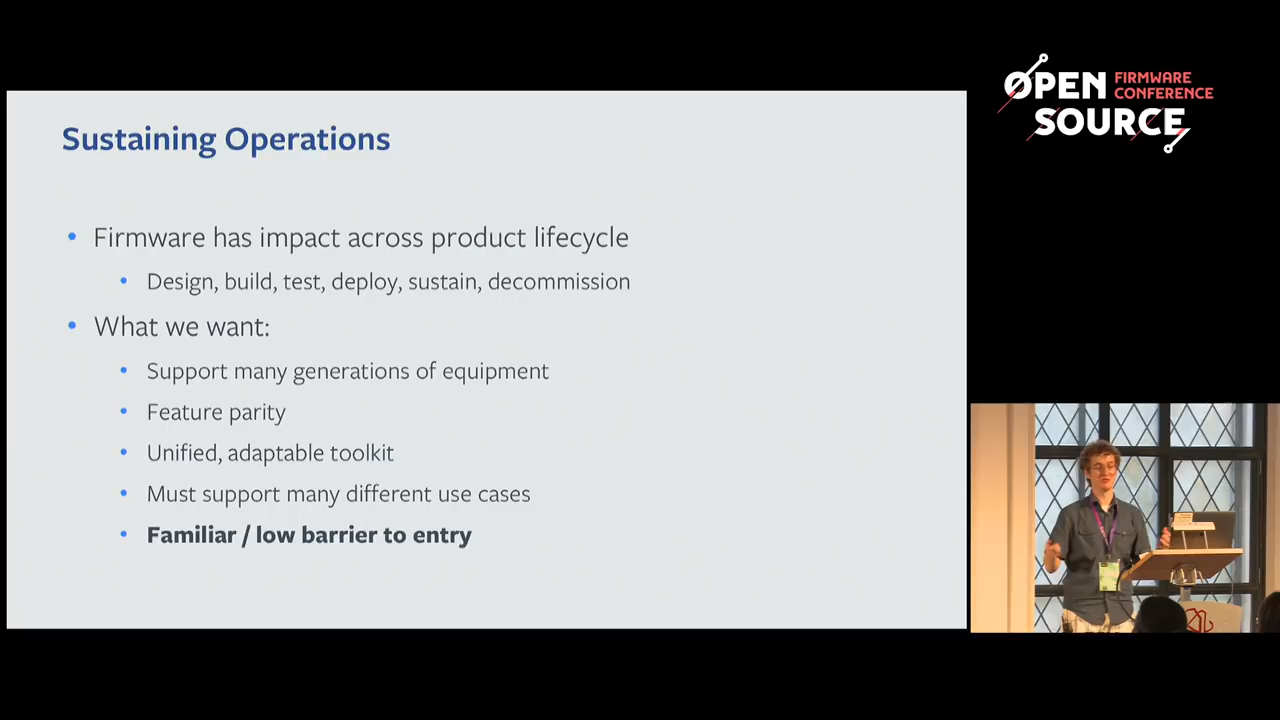 Sustaining Operations
Firmware has impact across product lifecycle
Design, build, test, deploy, sustain, decommission
What we want:
Support many generations of equipment
Feature parity
Unified, adaptable toolkit
Must support many different use cases
Familiar / low barrier to entry
OPEN FIRMWARE
CONFERENCE
SOURCE